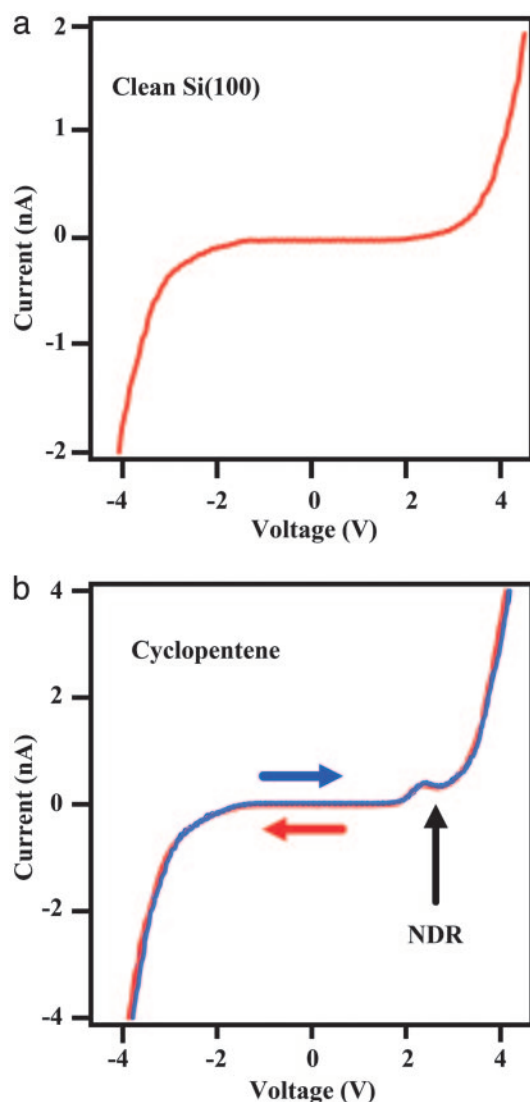 a
2
Clean Si(100)
1
0
-1
-2
Current (nA)
-4 -2 0 2 4
Voltage (V)
b
4
Cyclopentene
2
0
-2
-4
Current (nA)
NDR
-4 -2 0 2 4
Voltage (V)